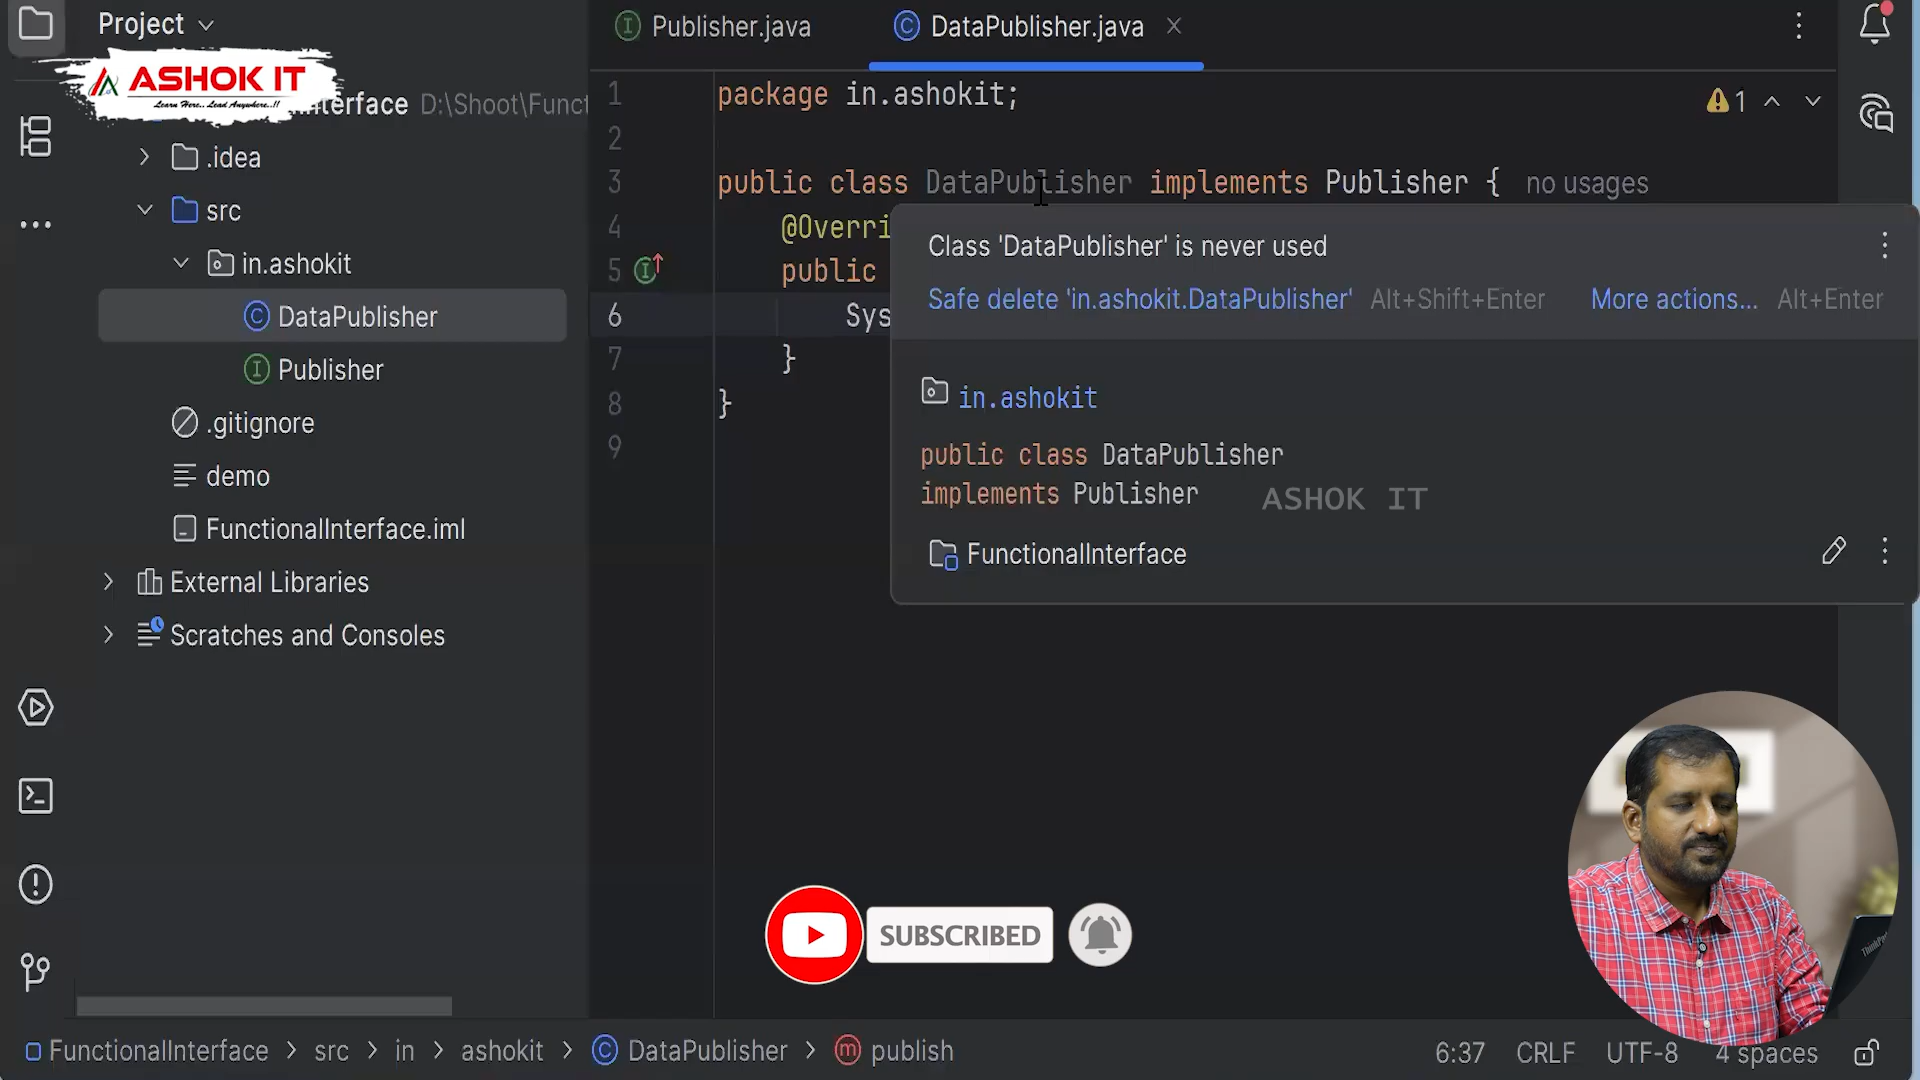 Project
Publisher.java
DataPublisher.java
ASHOK IT
Learn Here.. Lead Anywhere..!!
terface D:\Shoot\Funct
.idea
src
in.ashokit
DataPublisher
Publisher
.gitignore
demo
FunctionalInterface.iml
External Libraries
Scratches and Consoles
1 package in.ashokit;
1
2
3 public class DataPublisher implements Publisher { no usages
4 @Overri
5 public
6 Sys
7 }
8 }
9
Class 'DataPublisher' is never used
Safe delete 'in.ashokit.DataPublisher' Alt+Shift+Enter More actions... Alt+Enter
in.ashokit
public class DataPublisher
implements Publisher
ASHOK IT
FunctionalInterface
SUBSCRIBED
FunctionalInterface > src > in > ashokit > DataPublisher > publish
6:37 CRLF UTF-8 4 spaces